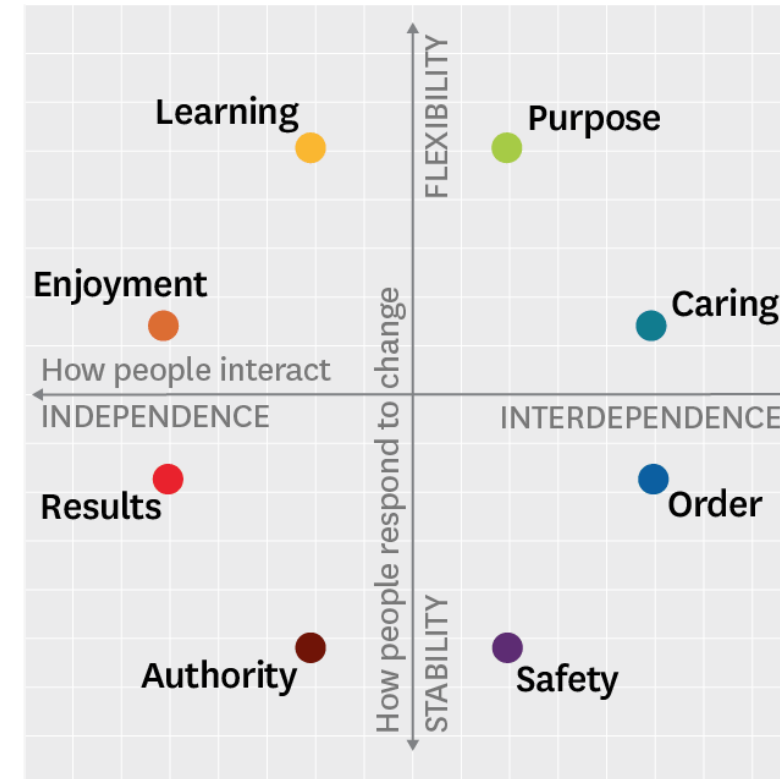 FLEXIBILITY
Learning
Purpose
Enjoyment
Caring
How people interact
How people respond to change
INDEPENDENCE
INTERDEPENDENCE
Results
Order
STABILITY
Authority
Safety